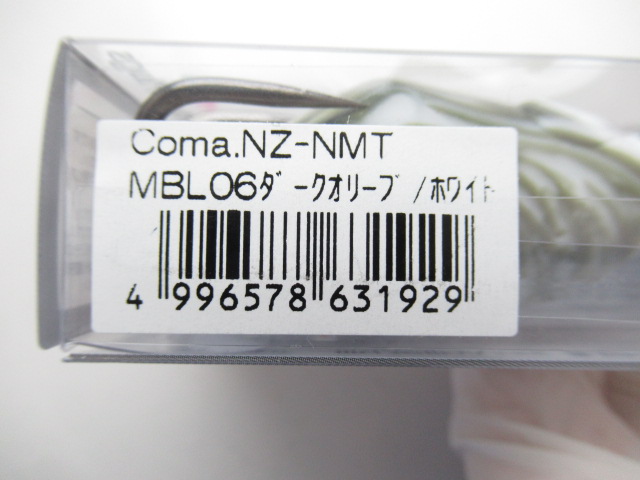 Coma.NZ-NMT
MBL06ﾀﾞｰｸｵﾘｰﾌﾞ/ﾎﾜｲﾄ
4 996578 631929